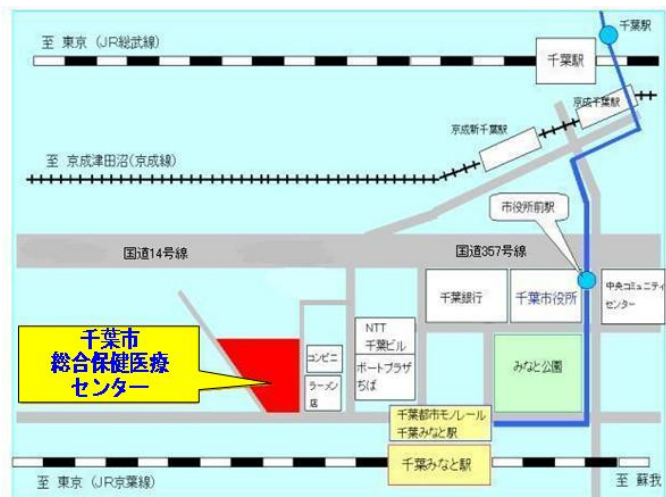 千葉駅
至 東京 (JR総武線)
千葉駅
京成千葉駅
京成新千葉駅
至 京成津田沼(京成線)
市役所前駅
国道14号線
国道357号線
千葉銀行
千葉市役所
中央コミュニティ
センター
千葉市
総合保健医療
センター
コンビニ
ラーメン
店
NTT
千葉ビル
ポートプラザ
ちば
みなと公園
千葉都市モノレール
千葉みなと駅
千葉みなと駅
至 東京 (JR京葉線)
至 蘇我